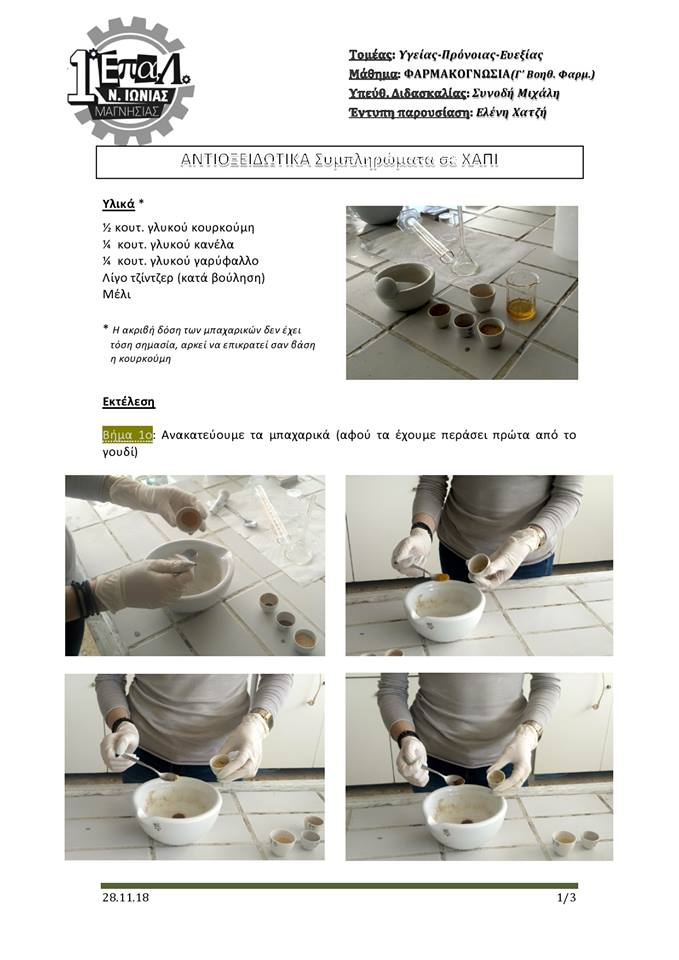 1ο ΕΠΑΛ.
Ν. ΙΩΝΙΑΣ
ΜΑΓΝΗΣΙΑΣ
Τομέας: Υγείας-Πρόνοιας-Ευεξίας
Μάθημα: ΦΑΡΜΑΚΟΓΝΩΣΙΑ(Γ΄ Βοηθ. Φαρμ.)
Υπεύθ. Διδασκαλίας: Συνοδή Μιχάλη
Έντυπη παρουσίαση: Ελένη Χατζή
ΑΝΤΙΟΞΕΙΔΩΤΙΚΑ Συμπληρώματα σε ΧΑΠΙ
Υλικά *
½ κουτ. γλυκού κουρκούμη
¼ κουτ. γλυκού κανέλα
¼ κουτ. γλυκού γαρύφαλλο
Λίγο τζίντζερ (κατά βούληση)
Μέλι
* Η ακριβή δόση των μπαχαρικών δεν έχει
τόση σημασία, αρκεί να επικρατεί σαν βάση
η κουρκούμη
Εκτέλεση
Βήμα 1ο: Ανακατεύουμε τα μπαχαρικά (αφού τα έχουμε περάσει πρώτα από το
γουδί)
28.11.18
1/3